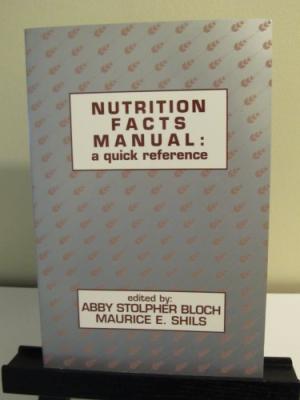 NUTRITION
FACTS
MANUAL:
a quick reference
edited by:
ABBY STOLPHER BLOCH
MAURICE E. SHILS